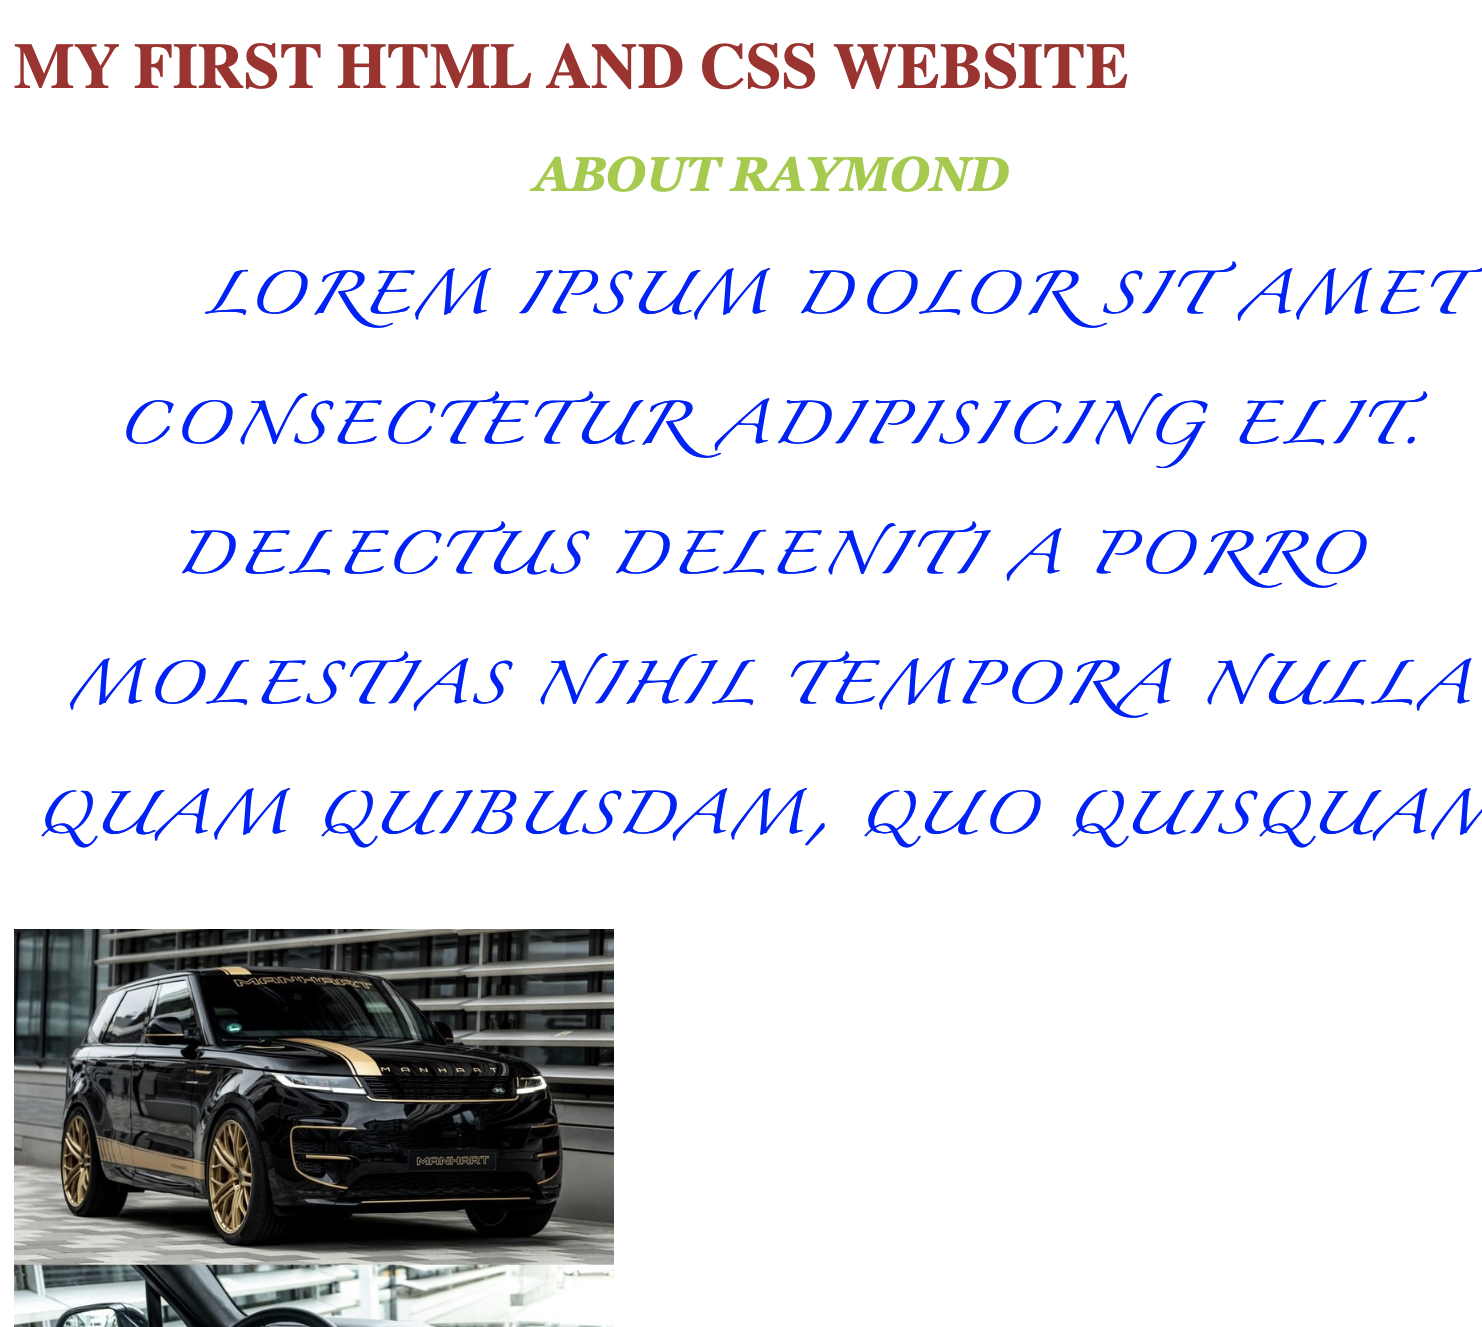 MY FIRST HTML AND CSS WEBSITE
ABOUT RAYMOND
LOREM IPSUM DOLOR SIT AMET
CONSECTETUR ADIPISICING ELIT.
DELECTUS DELENITI A PORRO
MOLESTIAS NIHIL TEMPORA NULLA
QUAM QUIBUSDAM, QUO QUISQUAM
MANHART
MANHART
MANHART